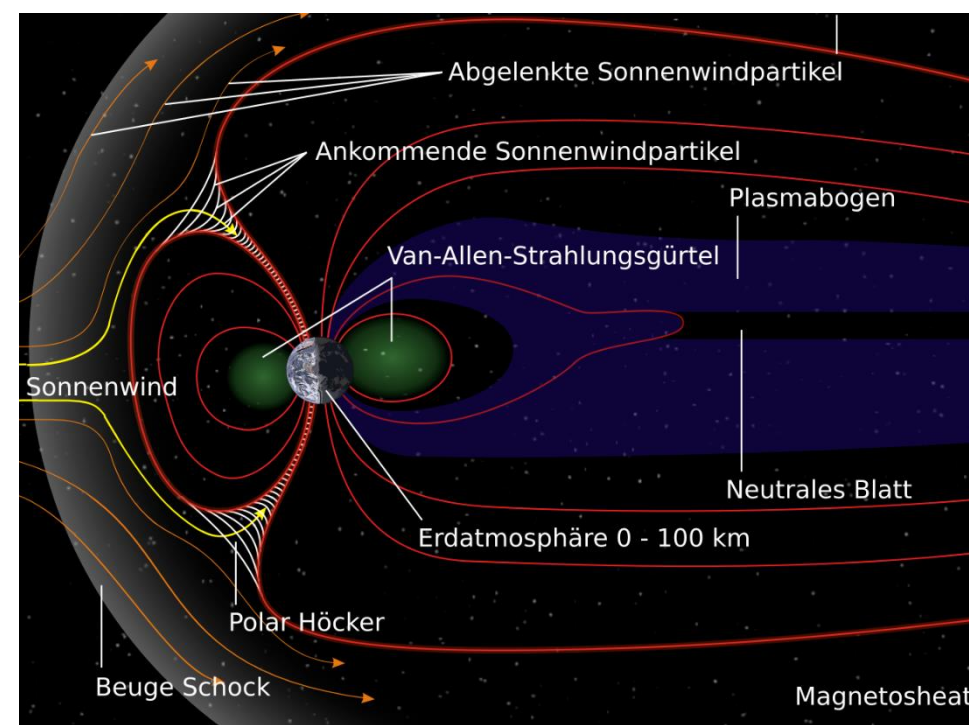 Abgelenkte Sonnenwindpartikel
Ankommende Sonnenwindpartikel
Plasmabogen
Van-Allen-Strahlungsgürtel
Sonnenwind
Neutrales Blatt
Erdatmosphäre 0 - 100 km
Polar Höcker
Beuge Schock
Magnetosheat